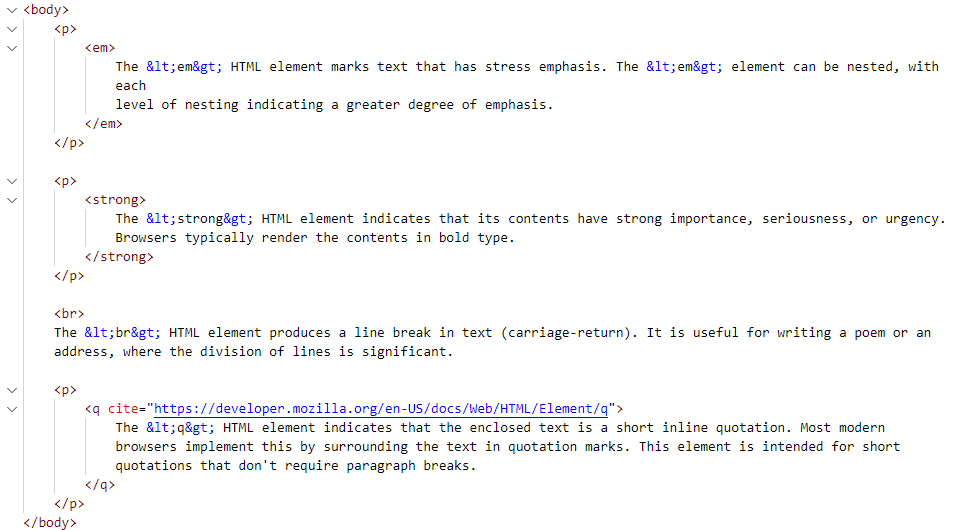 <body>
<p>
<em>
The &lt;em&gt; HTML element marks text that has stress emphasis. The &lt;em&gt; element can be nested, with
each
level of nesting indicating a greater degree of emphasis.
</em>
</p>
<p>
<strong>
The &lt;strong&gt; HTML element indicates that its contents have strong importance, seriousness, or urgency.
Browsers typically render the contents in bold type.
</strong>
</p>
<br>
The &lt;br&gt; HTML element produces a line break in text (carriage-return). It is useful for writing a poem or an
address, where the division of lines is significant.
<p>
<q cite="https://developer.mozilla.org/en-US/docs/Web/HTML/Element/q">
The &lt;q&gt; HTML element indicates that the enclosed text is a short inline quotation. Most modern
browsers implement this by surrounding the text in quotation marks. This element is intended for short
quotations that don't require paragraph breaks.
</q>
</p>
</body>